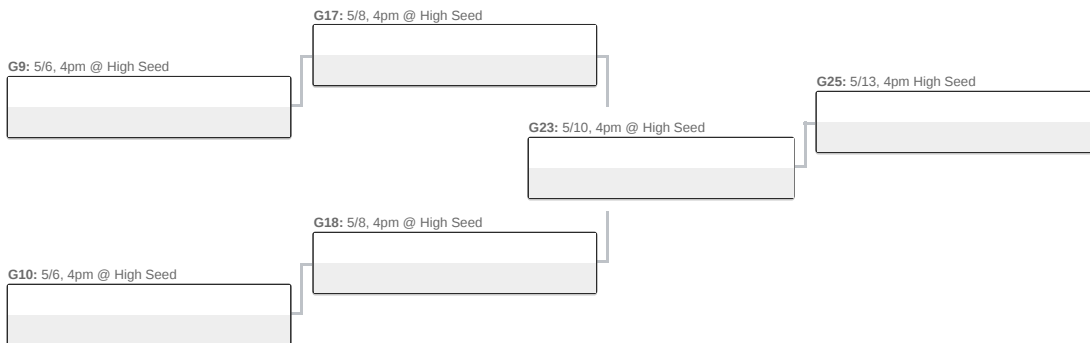 G17: 5/8, 4pm @ High Seed
G9: 5/6, 4pm @ High Seed
G25: 5/13, 4pm High Seed
G23: 5/10, 4pm @ High Seed
G18: 5/8, 4pm @ High Seed
G10: 5/6, 4pm @ High Seed